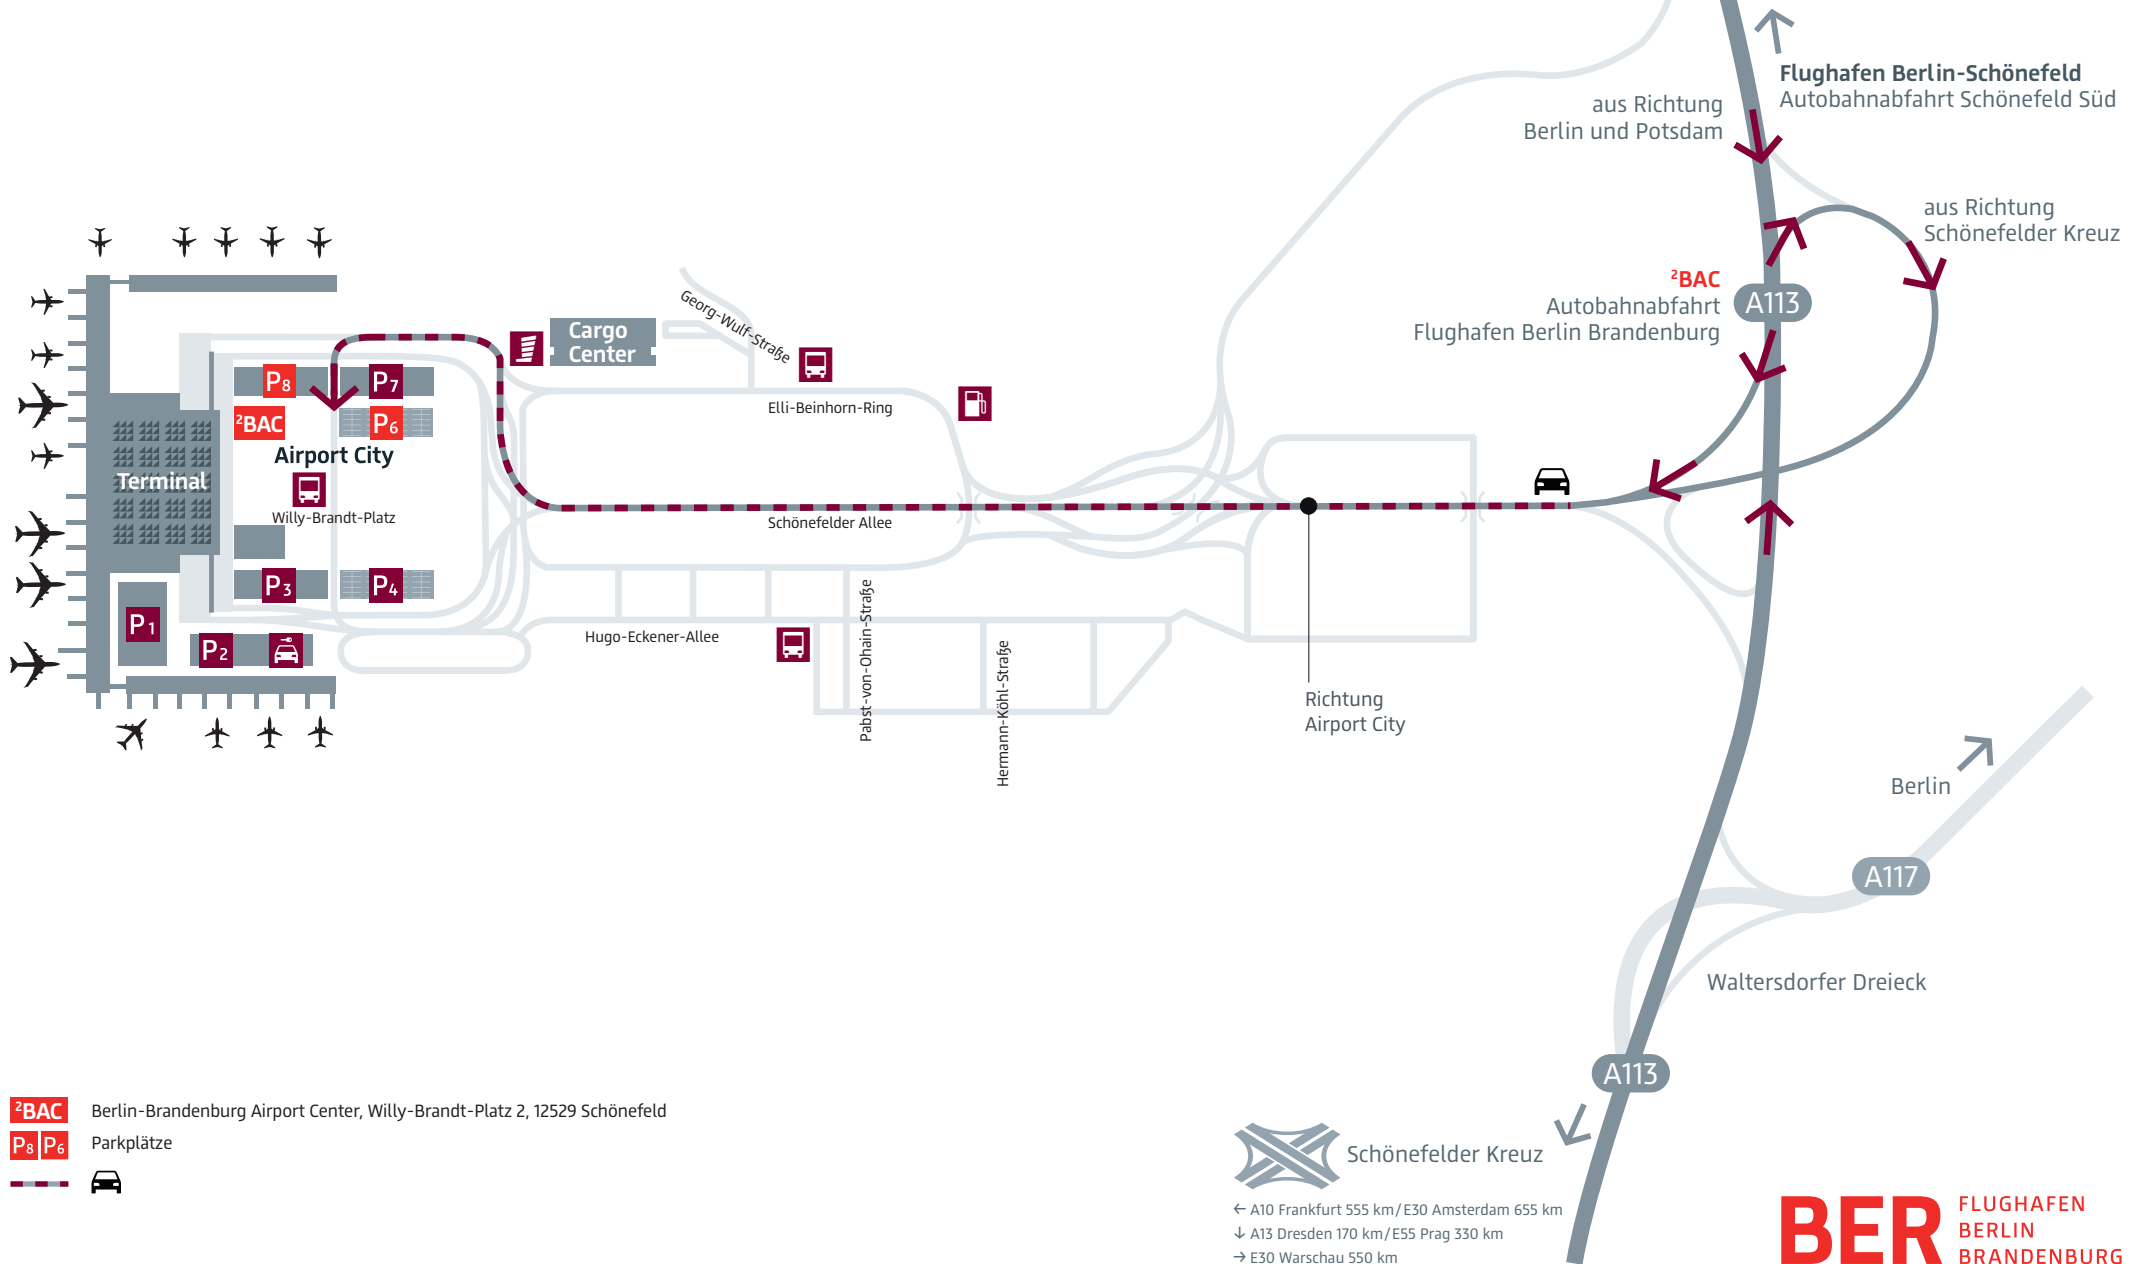 Flughafen Berlin-Schönefeld
Autobahnabfahrt Schönefeld Süd
aus Richtung
Berlin und Potsdam
aus Richtung
Schönefelder Kreuz
²BAC
Autobahnabfahrt
Flughafen Berlin Brandenburg
A113
Georg-Wulf-Straße
Cargo
Center
P8
P7
²BAC
P6
Elli-Beinhorn-Ring
Airport City
Terminal
Willy-Brandt-Platz
Schönefelder Allee
P3
P4
P1
P2
Hugo-Eckener-Allee
Pabst-von-Ohain-Straße
Hermann-Köhl-Straße
Richtung
Airport City
Berlin
A117
Waltersdorfer Dreieck
A113
²BAC
Berlin-Brandenburg Airport Center, Willy-Brandt-Platz 2, 12529 Schönefeld
P8 P6
Parkplätze
Schönefelder Kreuz
← A10 Frankfurt 555 km/E30 Amsterdam 655 km
↓ A13 Dresden 170 km/E55 Prag 330 km
→ E30 Warschau 550 km
BER
FLUGHAFEN
BERLIN
BRANDENBURG